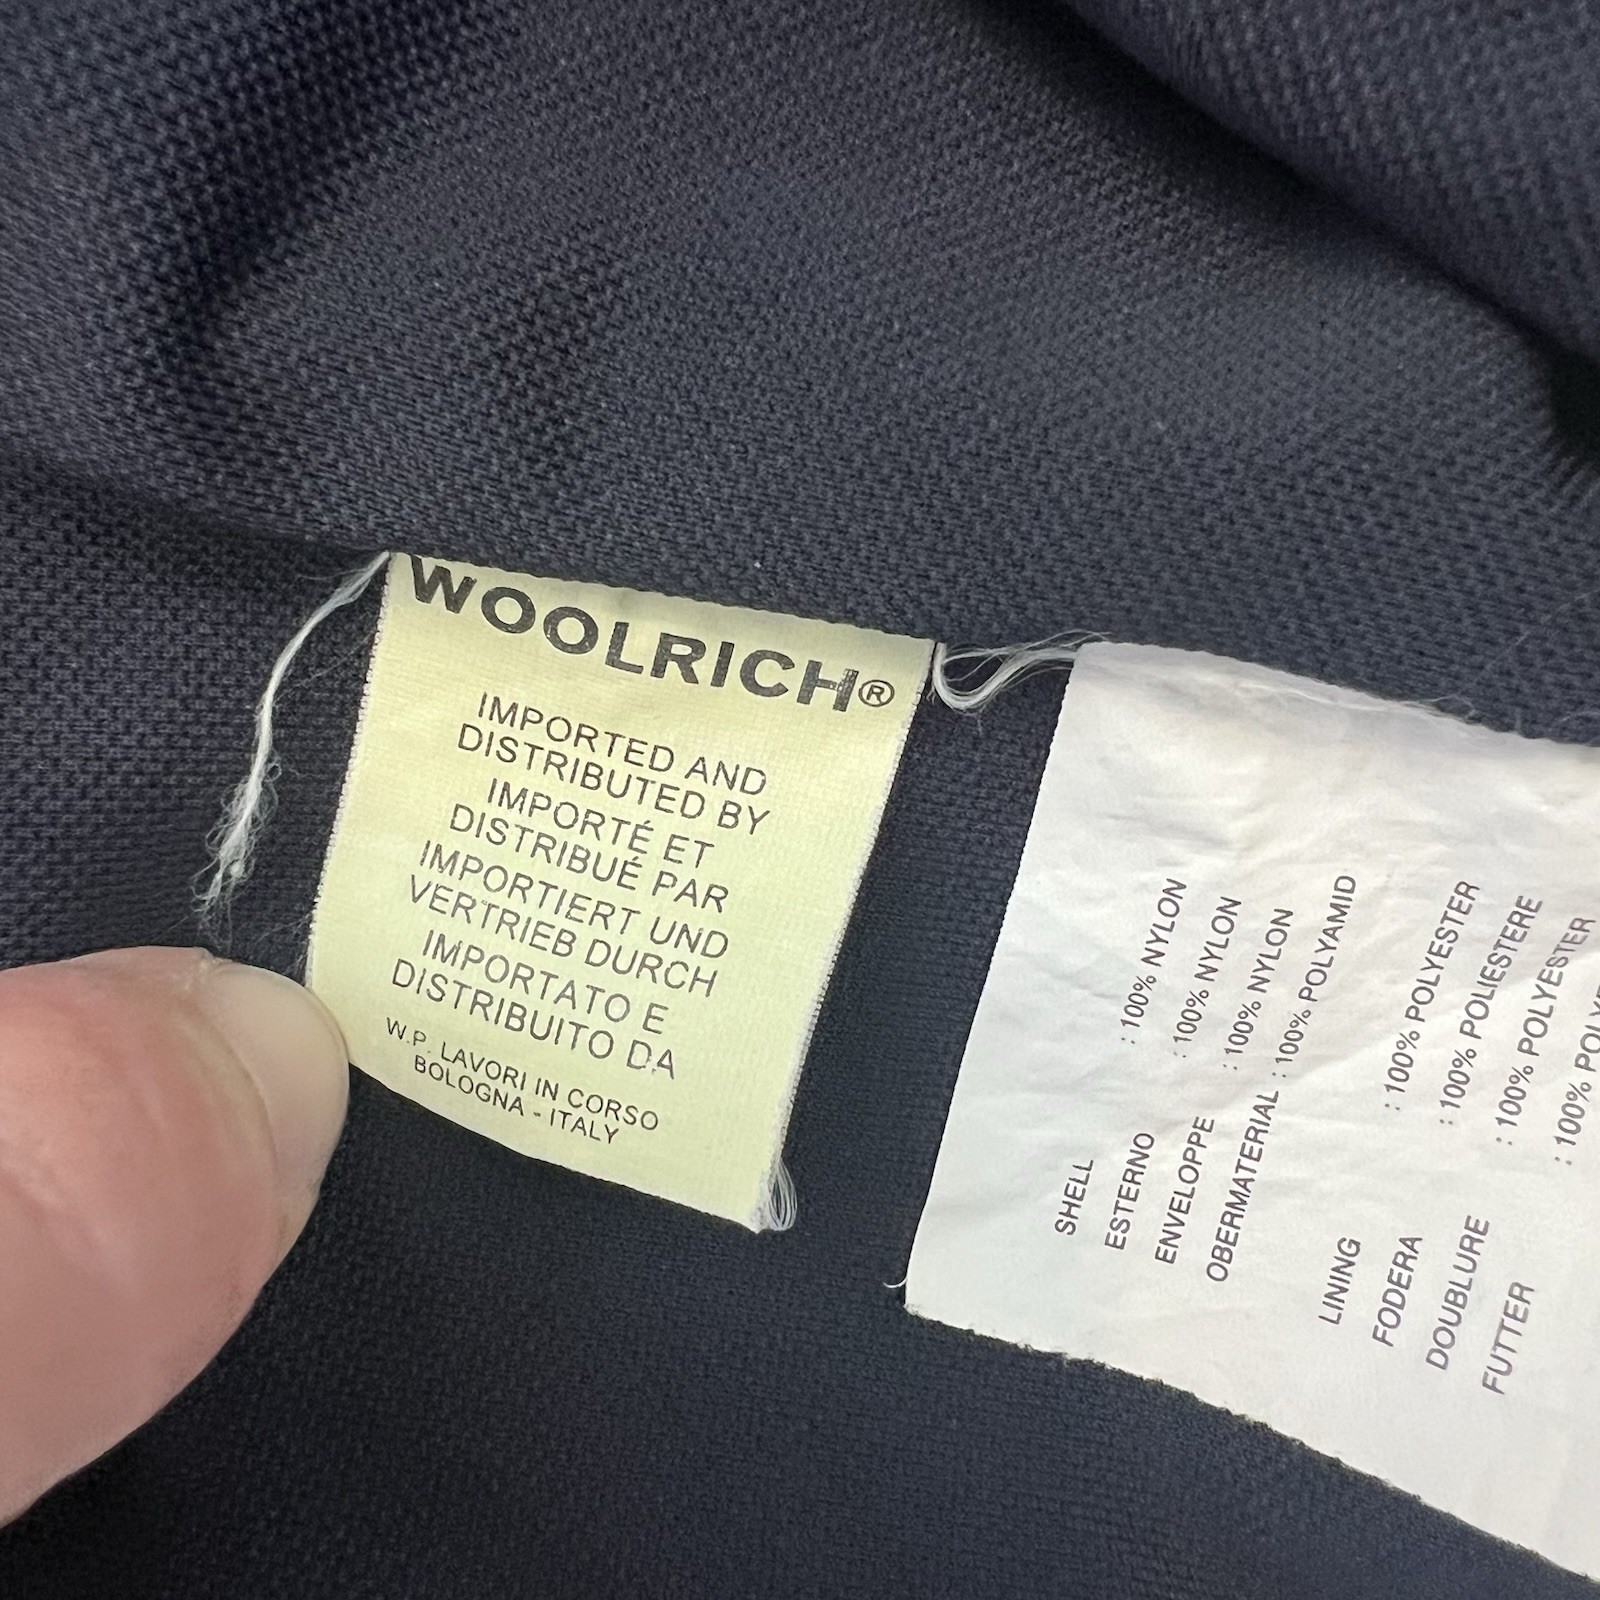 WOOLRICH®
IMPORTED AND
DISTRIBUTED BY
IMPORTÉ ET
DISTRIBUÉ PAR
IMPORTIERT UND
VERTRIEB DURCH
IMPORTATO E
DISTRIBUITO DA
W.P. LAVORI IN CORSO
BOLOGNA - ITALY
SHELL : 100% NYLON
ESTERNO : 100% NYLON
ENVELOPPE : 100% NYLON
OBERMATERIAL : 100% POLYAMID
LINING : 100% POLYESTER
FODERA : 100% POLIESTERE
DOUBLURE : 100% POLYESTER
FUTTER : 100%